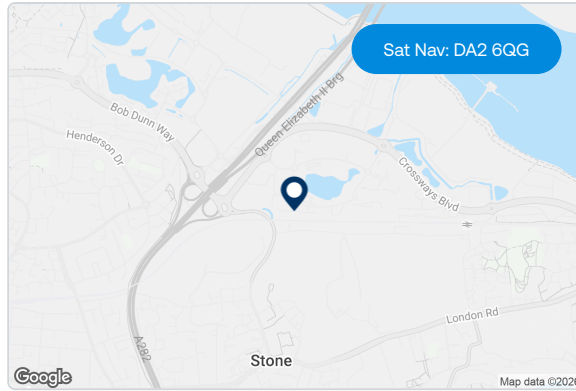 Sat Nav: DA2 6QG
Bob Dunn Way
Queen Elizabeth II Brg
Henderson Dr
Crossways Blvd
London Rd
A282
Stone
Google
Map data ©202